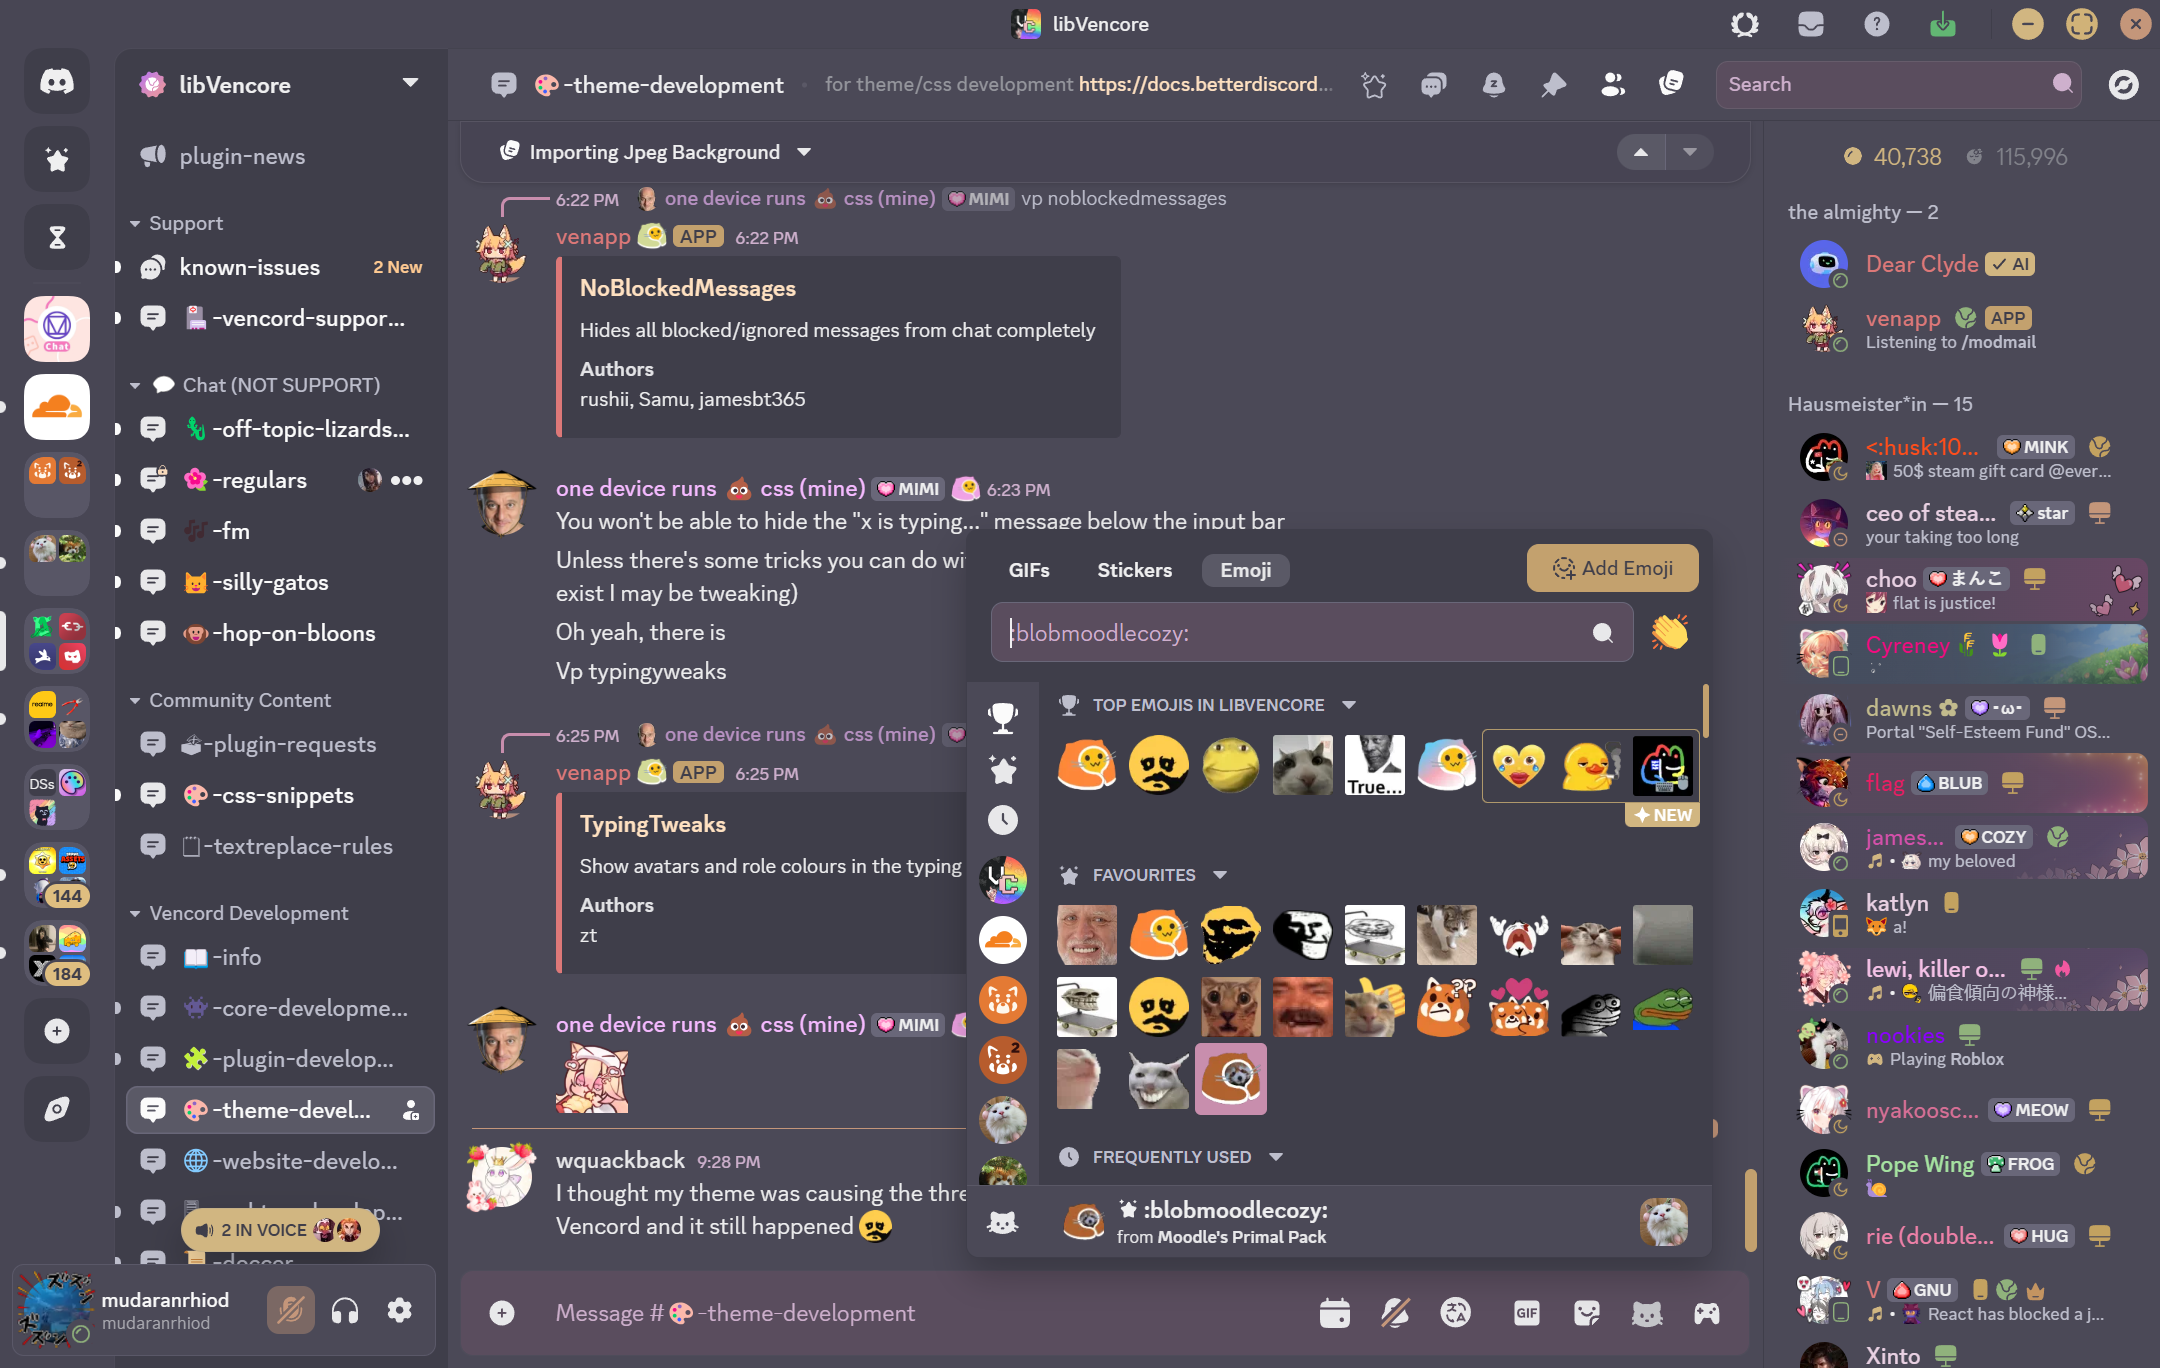 libVencore
libVencore
plugin-news
Support
known-issues
2 New
-vencord-suppor...
Chat (NOT SUPPORT)
-off-topic-lizards...
-regulars
-fm
-silly-gatos
-hop-on-bloons
Community Content
-plugin-requests
-css-snippets
-textreplace-rules
Vencord Development
-info
-core-developme...
-plugin-develop...
-theme-devel...
-website-develo...
2 IN VOICE
realme
DSs
144
184
Chat
mudaranrhiod
mudaranrhiod
-theme-development
for theme/css development https://docs.betterdiscord...
Search
Importing Jpeg Background
6:22 PM one device runs 💩 css (mine) MIMI vp noblockedmessages
venapp APP 6:22 PM
NoBlockedMessages
Hides all blocked/ignored messages from chat completely
Authors
rushii, Samu, jamesbt365
one device runs 💩 css (mine) MIMI 6:23 PM
You won't be able to hide the "x is typing..." message below the input bar
Unless there's some tricks you can do wi
exist I may be tweaking)
Oh yeah, there is
Vp typingyweaks
6:25 PM one device runs 💩 css (mine)
venapp APP 6:25 PM
TypingTweaks
Show avatars and role colours in the typing
Authors
zt
one device runs 💩 css (mine) MIMI
wquackback 9:28 PM
I thought my theme was causing the thre
Vencord and it still happened
Message # 🎨-theme-development
GIF
GIFs
Stickers
Emoji
Add Emoji
:blobmoodlecozy:
TOP EMOJIS IN LIBVENCORE
True...
NEW
FAVOURITES
??
FREQUENTLY USED
:blobmoodlecozy:
from Moodle's Primal Pack
40,738
115,996
the almighty — 2
Dear Clyde ✓ AI
venapp APP
Listening to /modmail
Hausmeister*in — 15
<:husk:10... MINK
50$ steam gift card @ever...
ceo of stea... star
your taking too long
choo まんこ
flat is justice!
Cyreney
dawns -ω-
Portal "Self-Esteem Fund" OS...
flag BLUB
james... COZY
my beloved
katlyn
a!
lewi, killer o...
偏食傾向の神様...
nookies
Playing Roblox
nyakoosc... MEOW
Pope Wing FROG
rie (double... HUG
V GNU
React has blocked a j...
Xinto